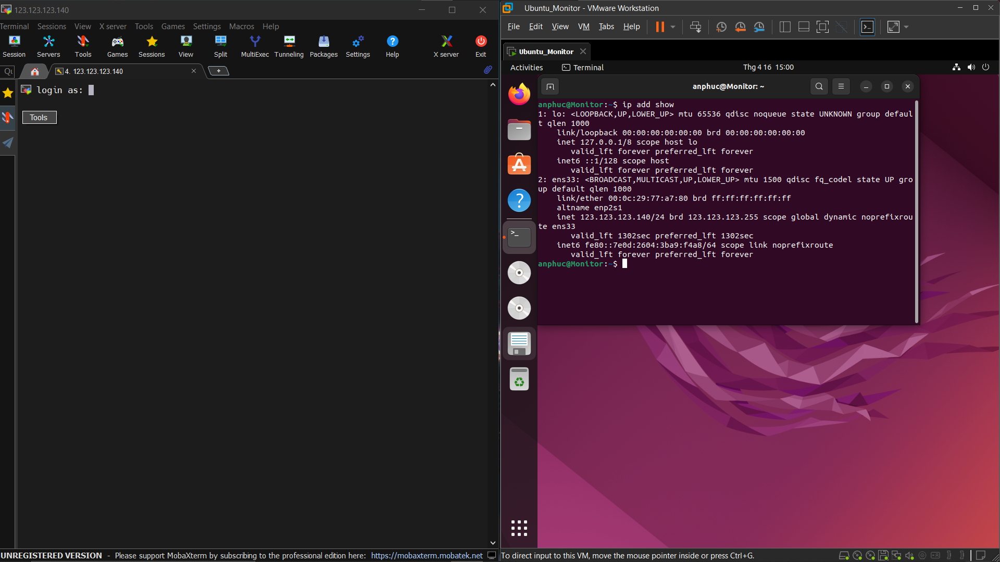 123.123.123.140
Terminal Sessions View X server Tools Games Settings Macros Help
Session Servers Tools Games Sessions View Split MultiExec Tunneling Packages Settings Help X server Exit
Qu
4. 123.123.123.140
login as:
Tools
UNREGISTERED VERSION - Please support MobaXterm by subscribing to the professional edition here: https://mobaxterm.mobatek.net
Ubuntu_Monitor - VMware Workstation
File Edit View VM Tabs Help
Ubuntu_Monitor
Activities Terminal Thg 4 16 15:00
anphuc@Monitor: ~
anphuc@Monitor:~$ ip add show
1: lo: <LOOPBACK,UP,LOWER_UP> mtu 65536 qdisc noqueue state UNKNOWN group defaul
t qlen 1000
link/loopback 00:00:00:00:00:00 brd 00:00:00:00:00:00
inet 127.0.0.1/8 scope host lo
valid_lft forever preferred_lft forever
inet6 ::1/128 scope host
valid_lft forever preferred_lft forever
2: ens33: <BROADCAST,MULTICAST,UP,LOWER_UP> mtu 1500 qdisc fq_codel state UP gro
up default qlen 1000
link/ether 00:0c:29:77:a7:80 brd ff:ff:ff:ff:ff:ff
altname enp2s1
inet 123.123.123.140/24 brd 123.123.123.255 scope global dynamic noprefixrou
te ens33
valid_lft 1302sec preferred_lft 1302sec
inet6 fe80::7e0d:2604:3ba9:f4a8/64 scope link noprefixroute
valid_lft forever preferred_lft forever
anphuc@Monitor:~$
To direct input to this VM, move the mouse pointer inside or press Ctrl+G.